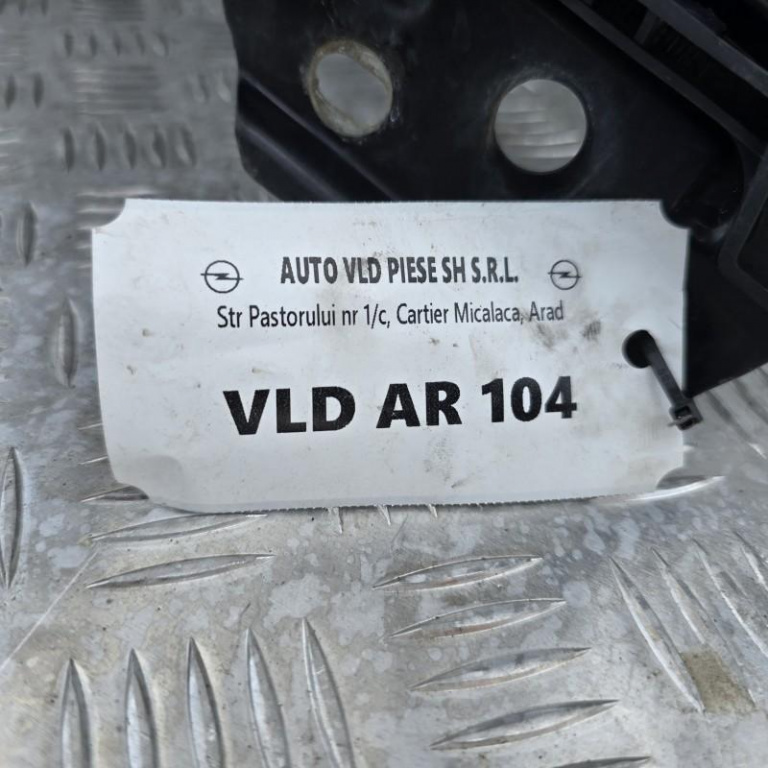 AUTO VLD PIESE SH S.R.L.
Str Pastorului nr 1/c, Cartier Micalaca, Arad
VLD AR 104